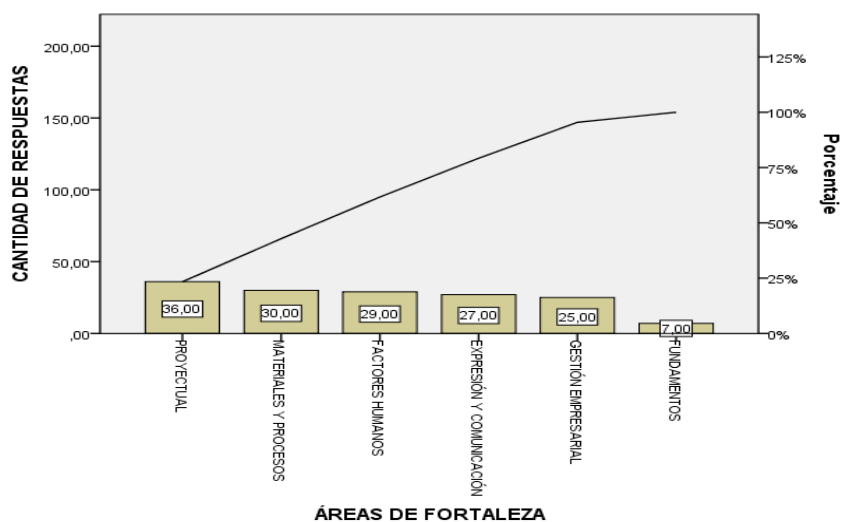 CANTIDAD DE RESPUESTAS
200,00
150,00
100,00
50,00
,00
36,00
30,00
29,00
27,00
25,00
7,00
125%
100%
75%
50%
25%
0%
Porcentaje
PROYECTUAL
MATERIALES Y PROCESOS
FACTORES HUMANOS
EXPRESIÓN Y COMUNICACIÓN
GESTIÓN EMPRESARIAL
FUNDAMENTOS
ÁREAS DE FORTALEZA